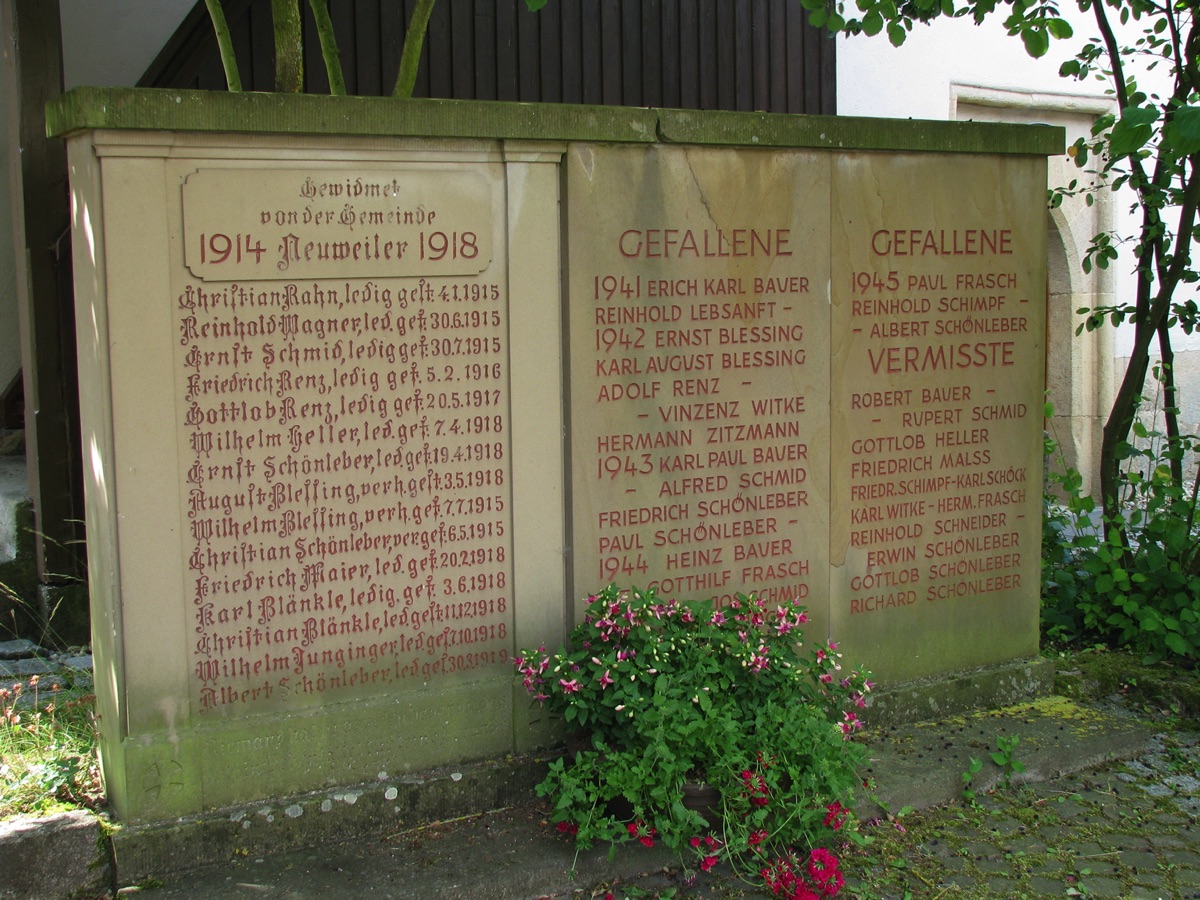 Gewidmet
von der Gemeinde
1914 Neuweiler 1918
Christian Rahn, ledig gest. 4.1.1915
Reinhold Wagner, led. gef. 30.6.1915
Ernst Schmid, ledig gef. 30.7.1915
Friedrich Renz, ledig gef. 5.2.1916
Gottlob Renz, ledig gef. 20.5.1917
Wilhelm Heller, led. gef. 7.4.1918
Ernst Schönleber, led. gef. 19.4.1918
August Blessing, verh. gest. 3.5.1918
Wilhelm Blessing, verh. gef. 7.7.1915
Christian Schönleber, ver. gef. 6.5.1915
Friedrich Maier, led. gef. 20.2.1918
Karl Blänkle, ledig. gef. 3.6.1918
Christian Blänkle, led. gest. 11.12.1918
Wilhelm Junginger, led. gef. 7.10.1918
Albert Schönleber, led. gest. 30.3.1919
GEFALLENE
1941 ERICH KARL BAUER
REINHOLD LEBSANFT -
1942 ERNST BLESSING
KARL AUGUST BLESSING
ADOLF RENZ -
- VINZENZ WITKE
HERMANN ZITZMANN
1943 KARL PAUL BAUER
- ALFRED SCHMID
FRIEDRICH SCHÖNLEBER
PAUL SCHÖNLEBER -
1944 HEINZ BAUER
GOTTHILF FRASCH
SCHMID
GEFALLENE
1945 PAUL FRASCH
REINHOLD SCHIMPF -
- ALBERT SCHÖNLEBER
VERMISSTE
ROBERT BAUER -
- RUPERT SCHMID
GOTTLOB HELLER
FRIEDRICH MALSS
FRIEDR. SCHIMPF - KARL SCHÖCK
KARL WITKE - HERM. FRASCH
REINHOLD SCHNEIDER -
ERWIN SCHÖNLEBER
GOTTLOB SCHÖNLEBER
RICHARD SCHÖNLEBER